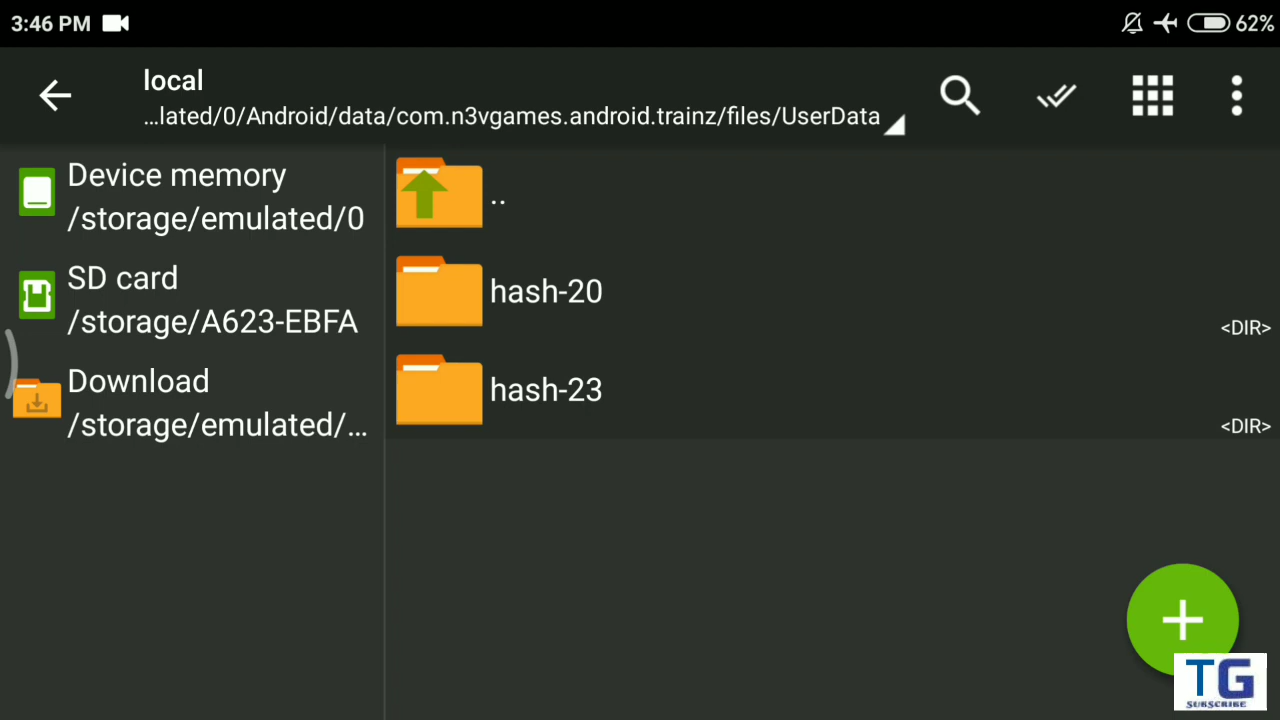 3:46 PM
62%
local
...lated/0/Android/data/com.n3vgames.android.trainz/files/UserData
Device memory
/storage/emulated/0
SD card
/storage/A623-EBFA
Download
/storage/emulated/...
..
hash-20
<DIR>
hash-23
<DIR>
TG
SUBSCRIBE